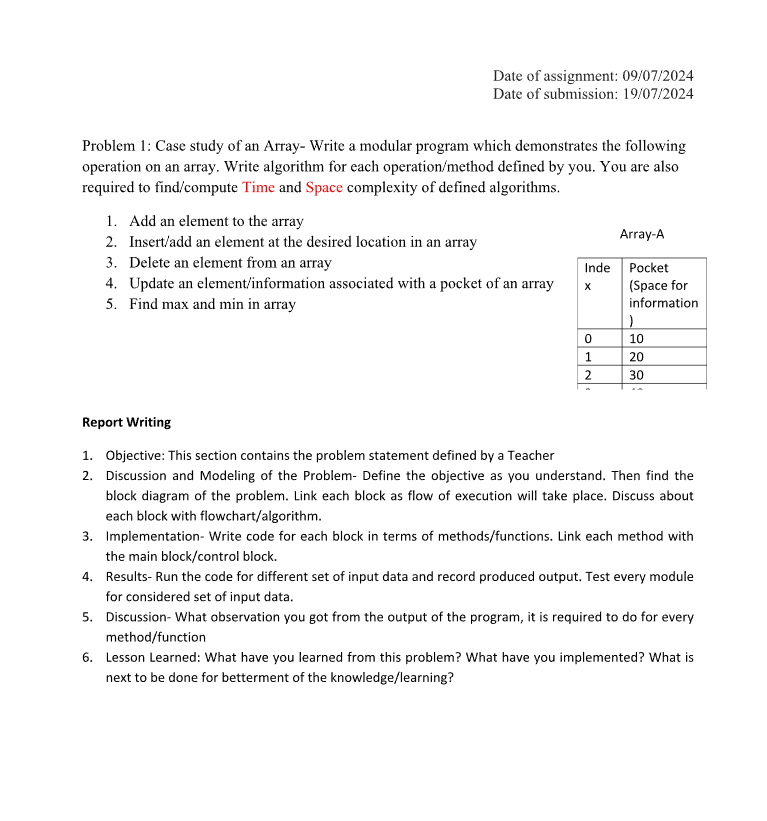 Date of assignment: 09/07/2024
Date of submission: 19/07/2024
Problem 1: Case study of an Array- Write a modular program which demonstrates the following
operation on an array. Write algorithm for each operation/method defined by you. You are also
required to find/compute Time and Space complexity of defined algorithms.
1. Add an element to the array
2. Insert/add an element at the desired location in an array
3. Delete an element from an array
4. Update an element/information associated with a pocket of an array
5. Find max and min in array
Array-A
Inde
x
Pocket
(Space for
information
)
0 10
1 20
2 30
Report Writing
1. Objective: This section contains the problem statement defined by a Teacher
2. Discussion and Modeling of the Problem- Define the objective as you understand. Then find the
block diagram of the problem. Link each block as flow of execution will take place. Discuss about
each block with flowchart/algorithm.
3. Implementation- Write code for each block in terms of methods/functions. Link each method with
the main block/control block.
4. Results- Run the code for different set of input data and record produced output. Test every module
for considered set of input data.
5. Discussion- What observation you got from the output of the program, it is required to do for every
method/function
6. Lesson Learned: What have you learned from this problem? What have you implemented? What is
next to be done for betterment of the knowledge/learning?